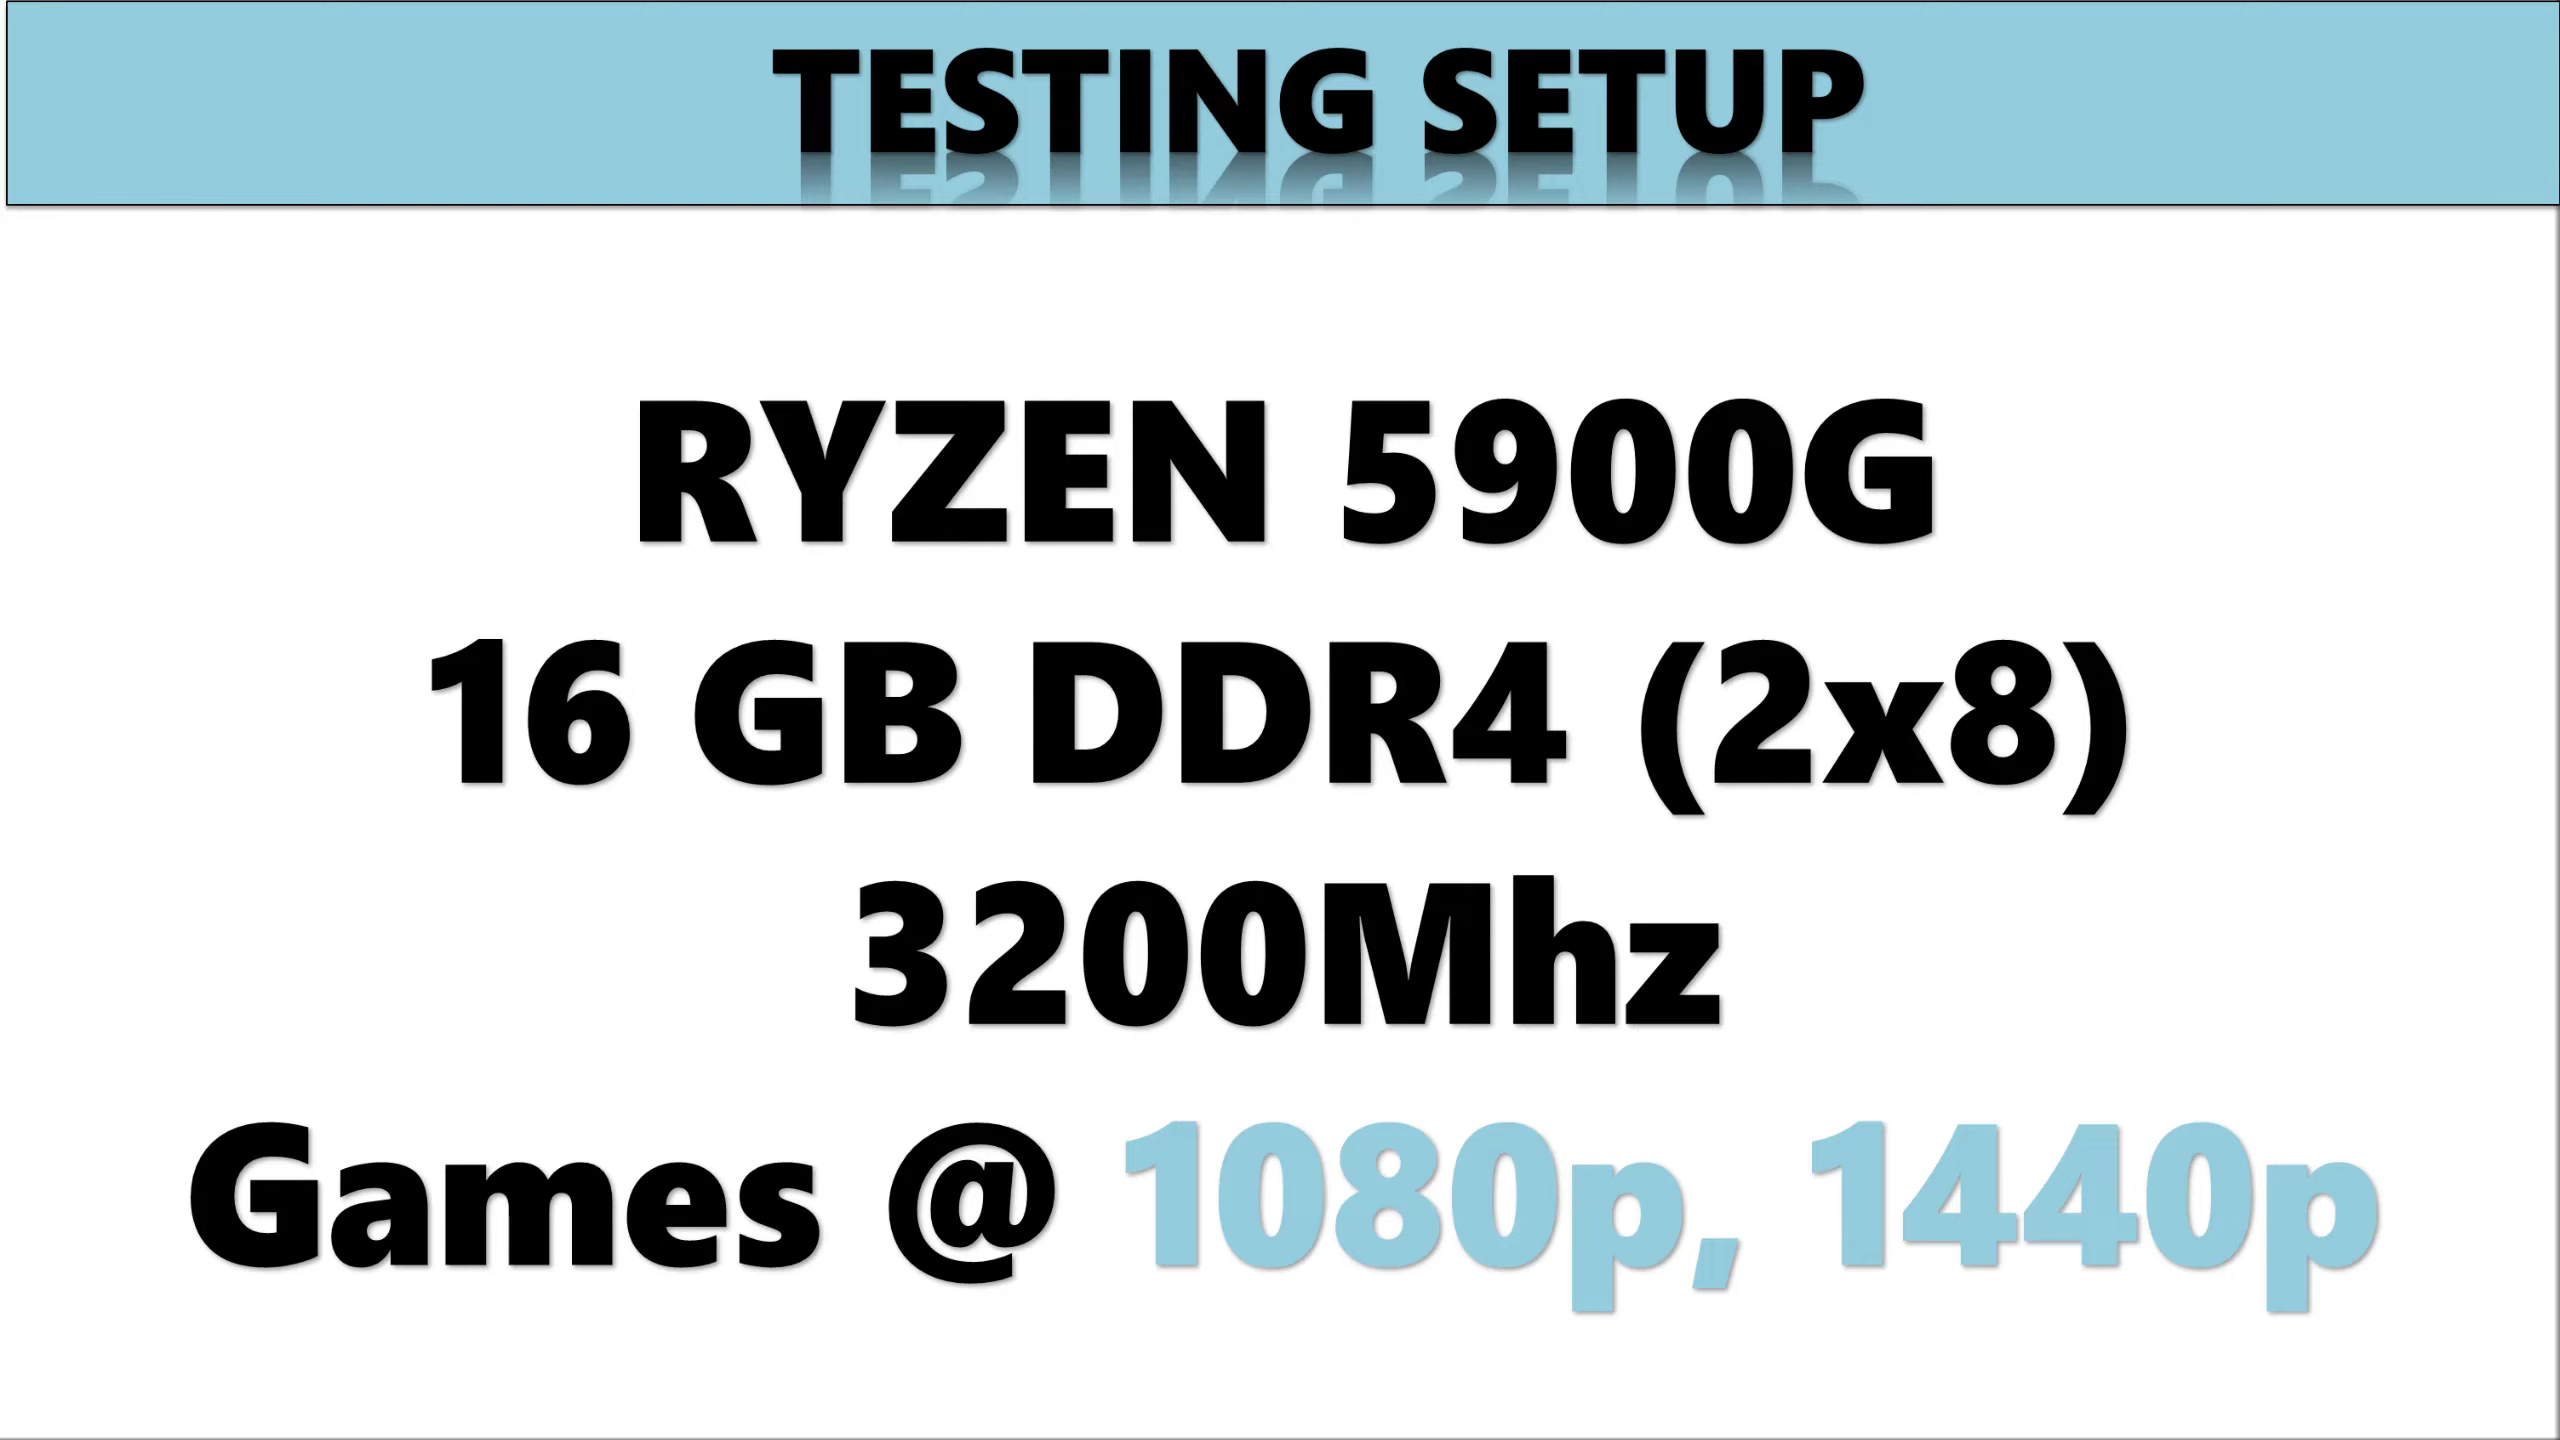 TESTING SETUP
RYZEN 5900G
16 GB DDR4 (2x8)
3200Mhz
Games @ 1080p, 1440p